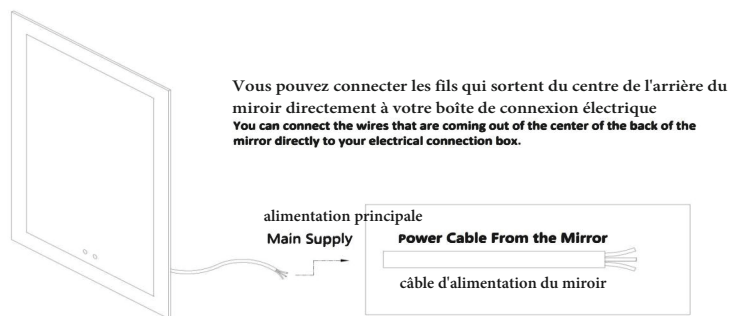 Vous pouvez connecter les fils qui sortent du centre de l'arrière du
miroir directement à votre boîte de connexion électrique
You can connect the wires that are coming out of the center of the back of the
mirror directly to your electrical connection box.
alimentation principale
Main Supply
Power Cable From the Mirror
câble d'alimentation du miroir